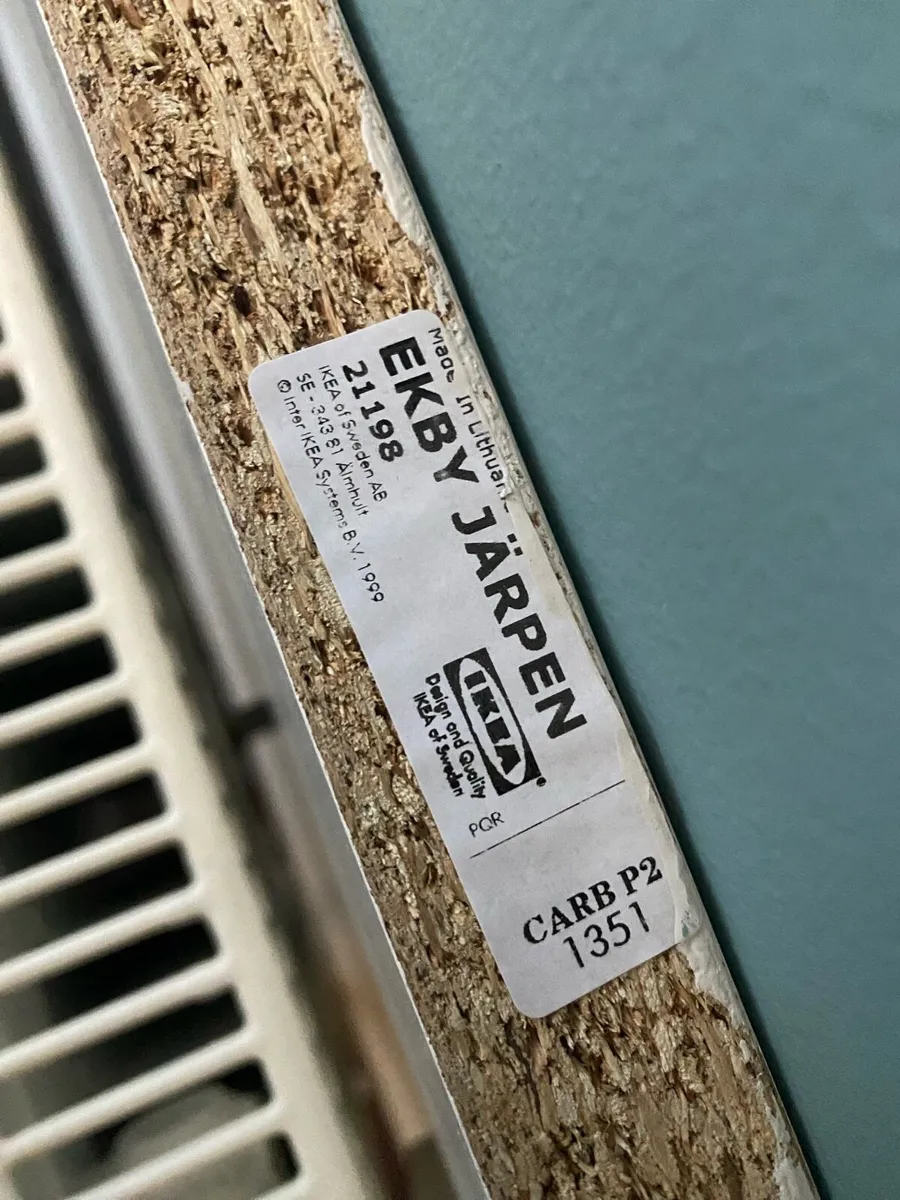 Made in Lithuan
EKBY JÄRPEN
21198
IKEA of Sweden AB
SE - 343 81 Älmhult
© Inter IKEA Systems B.V. 1999
IKEA®
Design and Quality
IKEA of Sweden
PQR
CARB P2
1351